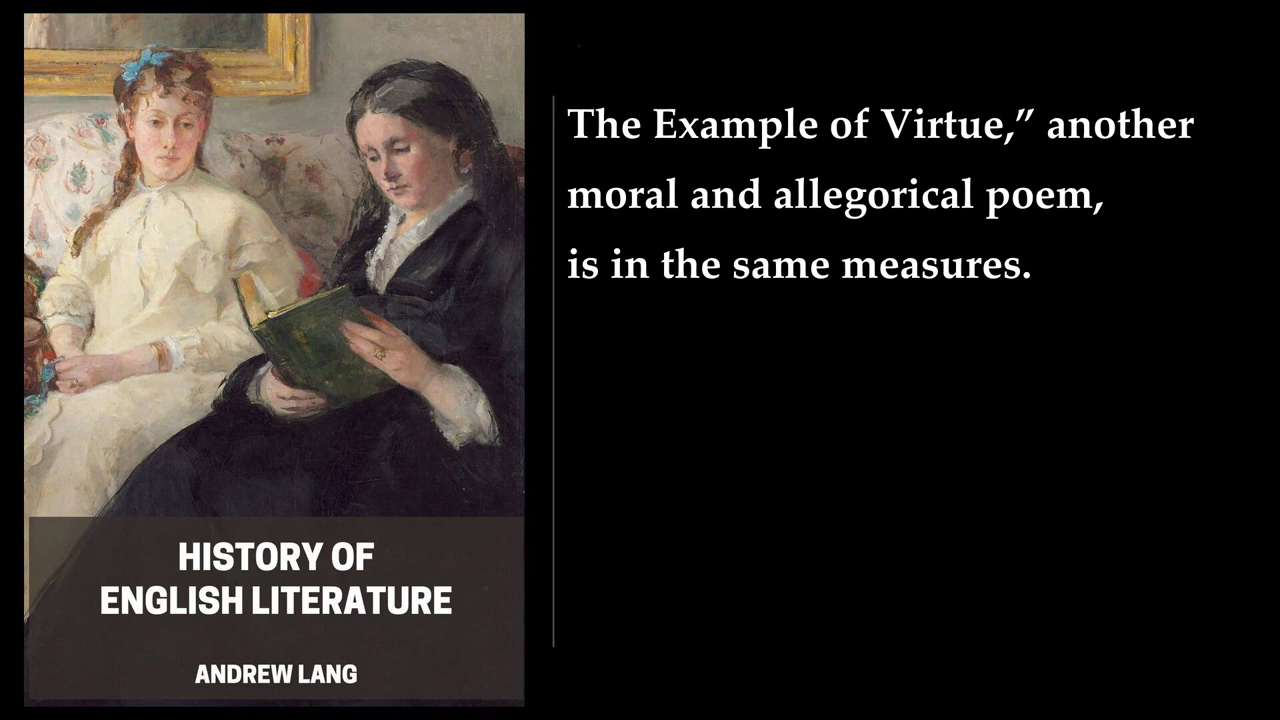 The Example of Virtue,” another
moral and allegorical poem,
is in the same measures.
HISTORY OF
ENGLISH LITERATURE
ANDREW LANG